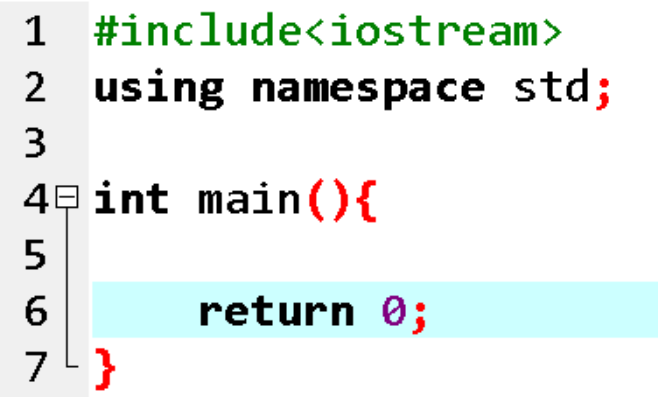 1 #include<iostream>
2 using namespace std;
3
4 int main(){
5
6     return 0;
7 }